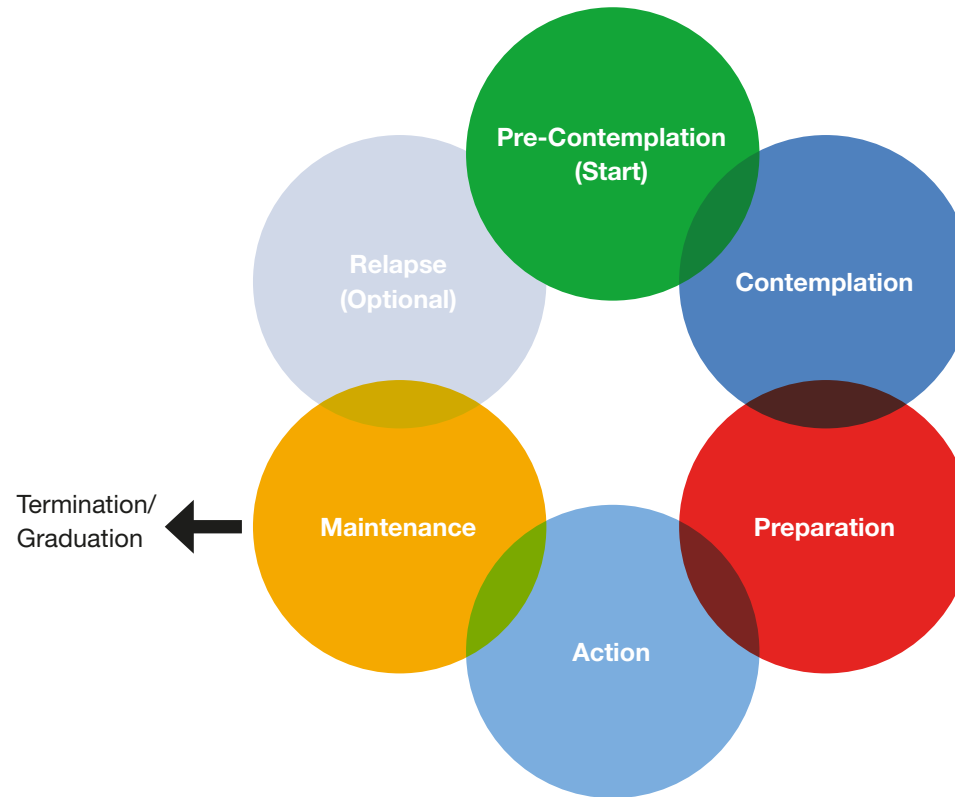 Pre-Contemplation
(Start)
Contemplation
Relapse
(Optional)
Termination/
Graduation
Maintenance
Preparation
Action